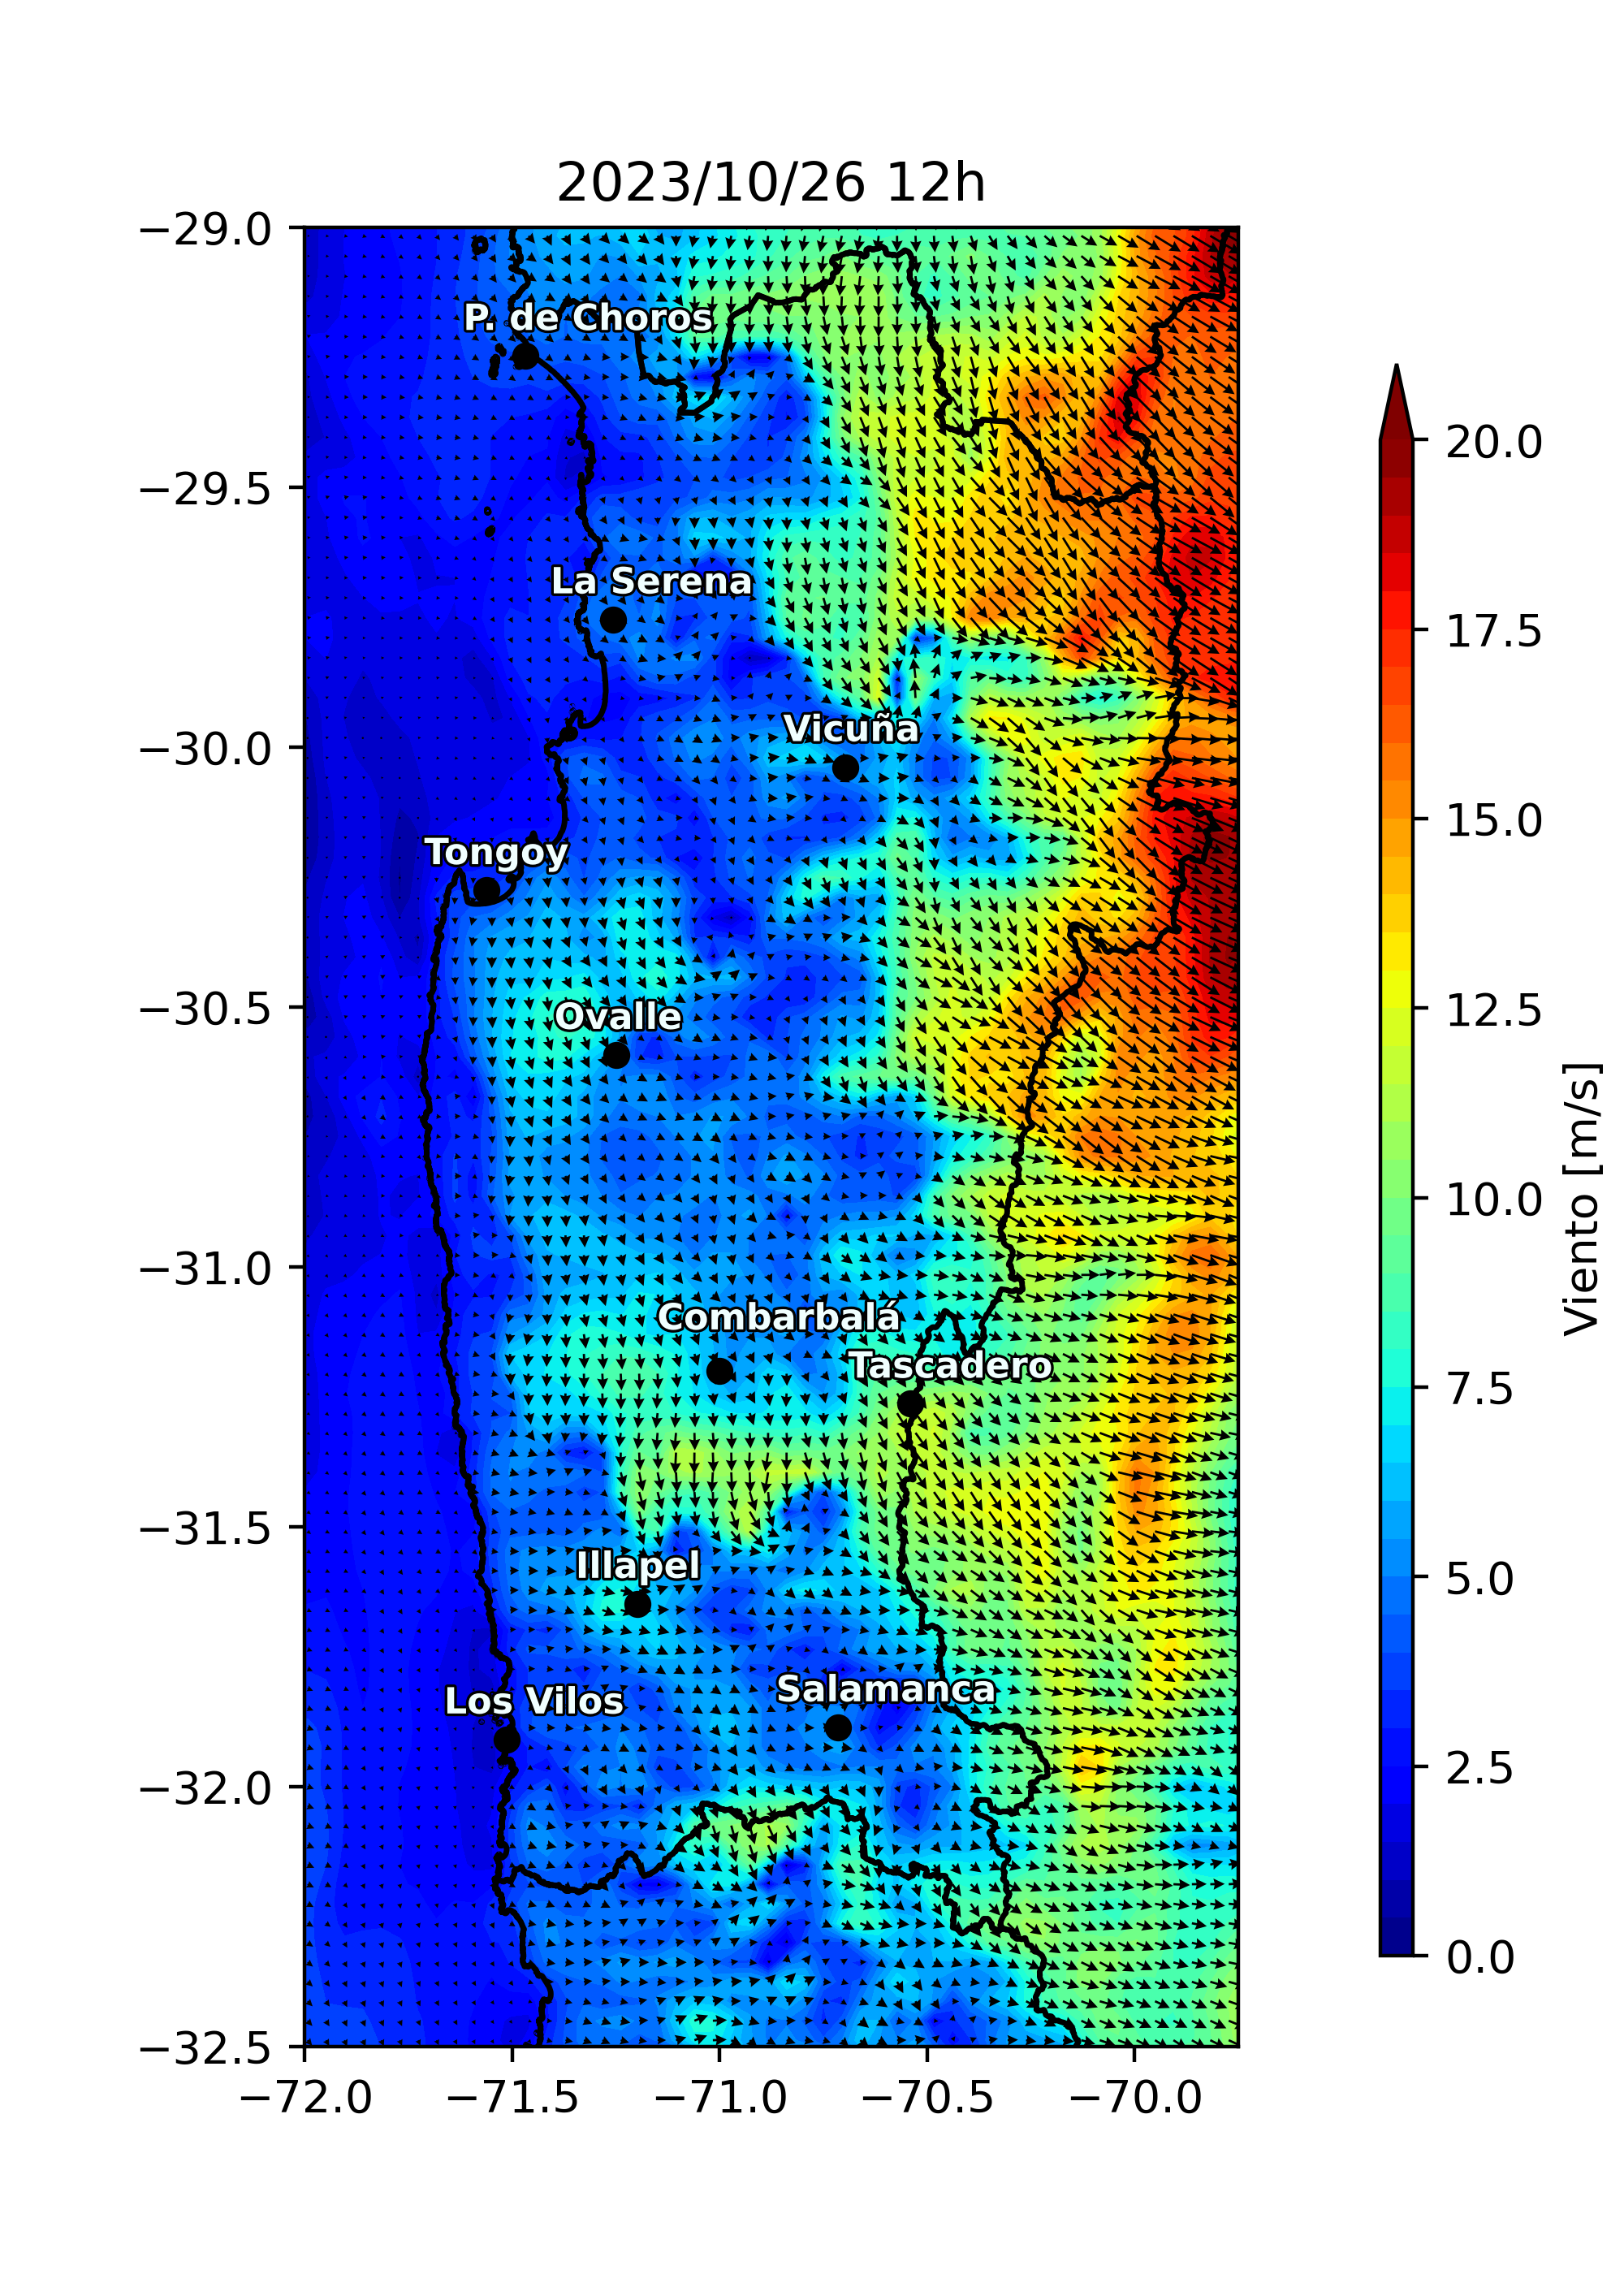 2023/10/26 12h
−29.0
−29.5
−30.0
−30.5
−31.0
−31.5
−32.0
−32.5
−72.0 −71.5 −71.0 −70.5 −70.0
P. de Choros
La Serena
Vicuña
Tongoy
Ovalle
Combarbalá
Tascadero
Illapel
Salamanca
Los Vilos
20.0
17.5
15.0
12.5
10.0
7.5
5.0
2.5
0.0
Viento [m/s]